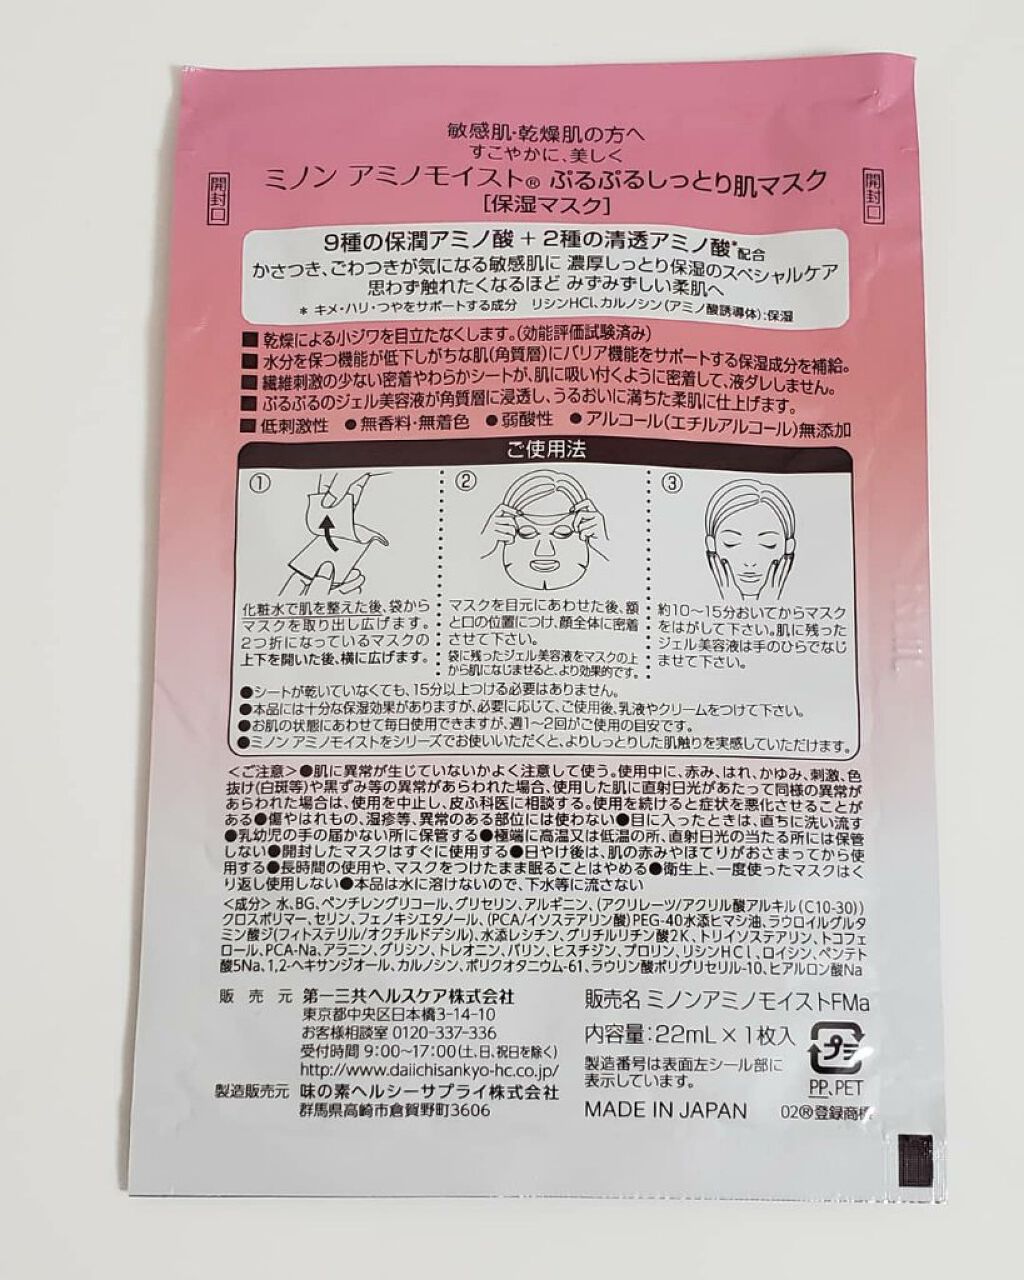 敏感肌・乾燥肌の方へ
すこやかに、美しく
ミノン アミノモイスト® ぷるぷるしっとり肌マスク
[保湿マスク]
開封口
開封口
9種の保潤アミノ酸 + 2種の清透アミノ酸*配合
かさつき、ごわつきが気になる敏感肌に 濃厚しっとり保湿のスペシャルケア
思わず触れたくなるほど みずみずしい柔肌へ
* キメ・ハリ・つやをサポートする成分 リシンHCl、カルノシン(アミノ酸誘導体):保湿
■ 乾燥による小ジワを目立たなくします。(効能評価試験済み)
■ 水分を保つ機能が低下しがちな肌(角質層)にバリア機能をサポートする保湿成分を補給。
■ 繊維刺激の少ない密着やわらかシートが、肌に吸い付くように密着して、液ダレしません。
■ ぷるぷるのジェル美容液が角質層に浸透し、うるおいに満ちた柔肌に仕上げます。
■ 低刺激性 ●無香料・無着色 ●弱酸性 ●アルコール(エチルアルコール)無添加
ご使用法
①
化粧水で肌を整えた後、袋から
マスクを取り出し広げます。
2つ折になっているマスクの
上下を開いた後、横に広げます。
②
マスクを目元にあわせた後、額
と口の位置につけ、顔全体に密着
させて下さい。
袋に残ったジェル美容液をマスクの上
から肌になじませると、より効果的です。
③
約10〜15分おいてからマスク
をはがして下さい。肌に残った
ジェル美容液は手のひらでなじ
ませて下さい。
●シートが乾いていなくても、15分以上つける必要はありません。
●本品には十分な保湿効果がありますが、必要に応じて、ご使用後、乳液やクリームをつけて下さい。
●お肌の状態にあわせて毎日使用できますが、週1〜2回がご使用の目安です。
●ミノン アミノモイストをシリーズでお使いいただくと、よりしっとりした肌触りを実感していただけます。
<ご注意>●肌に異常が生じていないかよく注意して使う。使用中に、赤み、はれ、かゆみ、刺激、色
抜け(白斑等)や黒ずみ等の異常があらわれた場合、使用した肌に直射日光があたって同様の異常が
あらわれた場合は、使用を中止し、皮ふ科医に相談する。使用を続けると症状を悪化させることが
ある●傷やはれもの、湿疹等、異常のある部位には使わない●目に入ったときは、直ちに洗い流す
●乳幼児の手の届かない所に保管する●極端に高温又は低温の所、直射日光の当たる所には保管
しない●開封したマスクはすぐに使用する●日やけ後は、肌の赤みやほてりがおさまってから使
用する●長時間の使用や、マスクをつけたまま眠ることはやめる●衛生上、一度使ったマスクはく
り返し使用しない●本品は水に溶けないので、下水等に流さない
<成分> 水、BG、ペンチレングリコール、グリセリン、アルギニン、(アクリレーツ/アクリル酸アルキル(C10-30))
クロスポリマー、セリン、フェノキシエタノール、(PCA/イソステアリン酸)PEG-40水添ヒマシ油、ラウロイルグルタ
ミン酸ジ(フィトステリル/オクチルドデシル)、水添レシチン、グリチルリチン酸2K、トリイソステアリン、トコフェ
ロール、PCA-Na、アラニン、グリシン、トレオニン、バリン、ヒスチジン、プロリン、リシンHCl、ロイシン、ペンテト
酸5Na、1,2-ヘキサンジオール、カルノシン、ポリクオタニウム-61、ラウリン酸ポリグリセリル-10、ヒアルロン酸Na
販売元 第一三共ヘルスケア株式会社
東京都中央区日本橋3-14-10
お客様相談室 0120-337-336
受付時間 9:00〜17:00(土、日、祝日を除く)
http://www.daiichisankyo-hc.co.jp/
製造販売元 味の素ヘルシーサプライ株式会社
群馬県高崎市倉賀野町3606
販売名 ミノンアミノモイストFMa
内容量:22mL×1枚入
製造番号は表面左シール部に
表示しています。
プラ
PP、PET
MADE IN JAPAN 02®登録商標